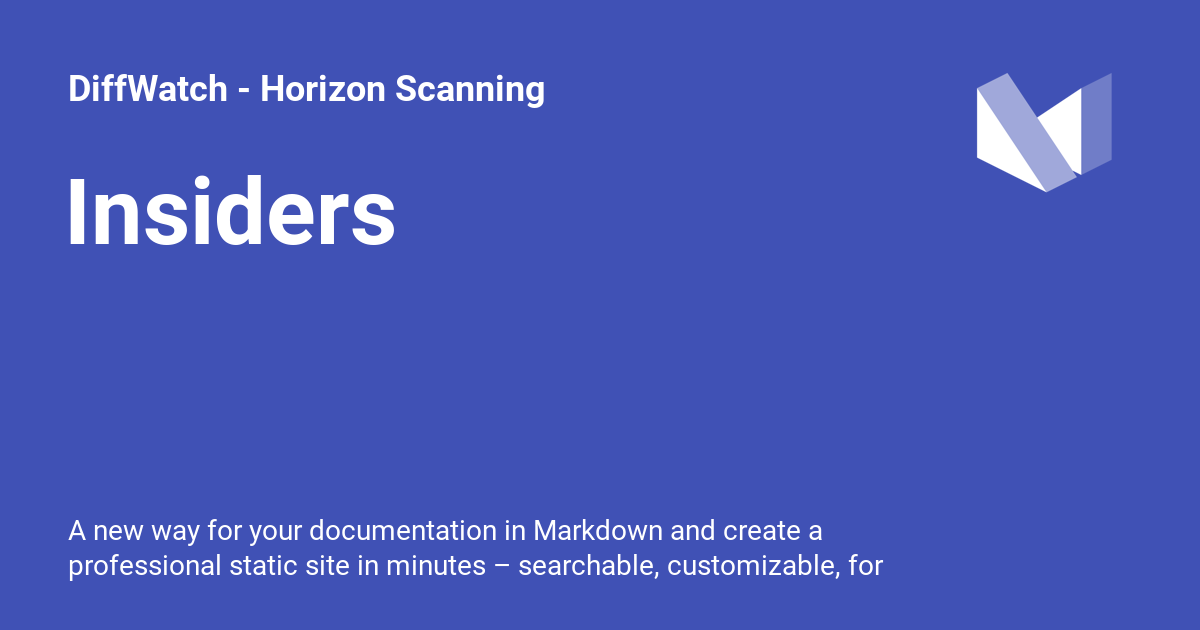 DiffWatch - Horizon Scanning
Insiders
A new way for your documentation in Markdown and create a
professional static site in minutes – searchable, customizable, for